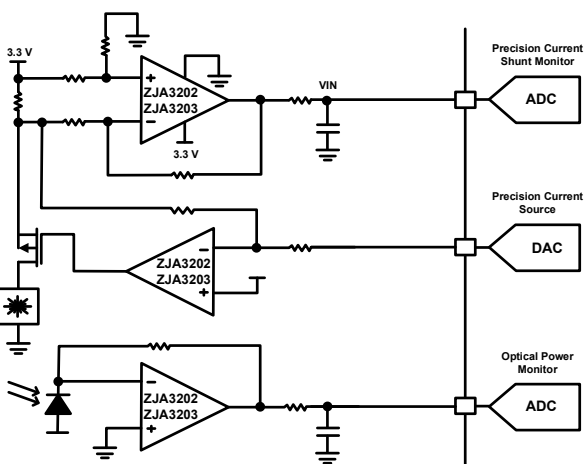 Precision Current
Shunt Monitor
3.3 V
+
ZJA3202
ZJA3203
−
VIN
ADC
3.3 V
Precision Current
Source
−
ZJA3202
ZJA3203
+
DAC
Optical Power
Monitor
−
ZJA3202
ZJA3203
+
ADC